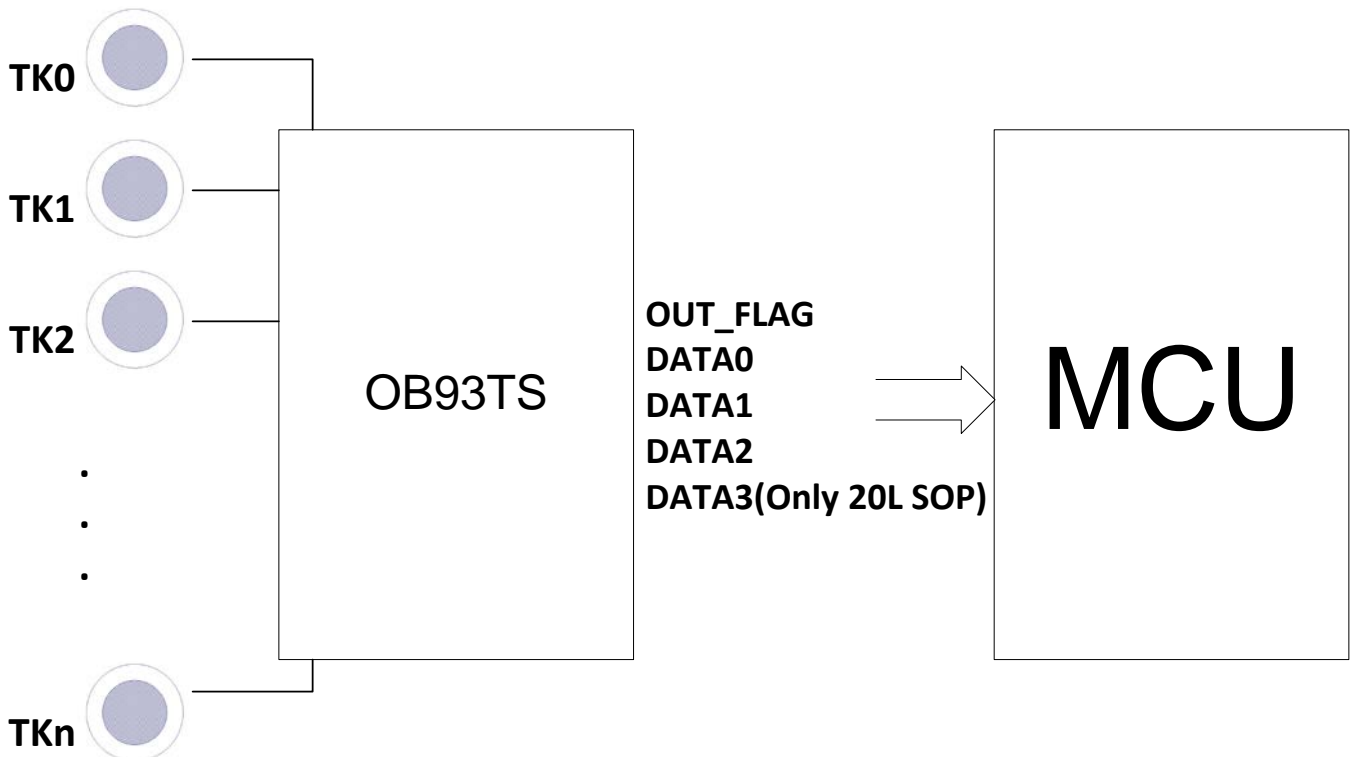 TK0
TK1
TK2
.
.
.
TKn
OB93TS
OUT_FLAG
DATA0
DATA1
DATA2
DATA3(Only 20L SOP)
MCU